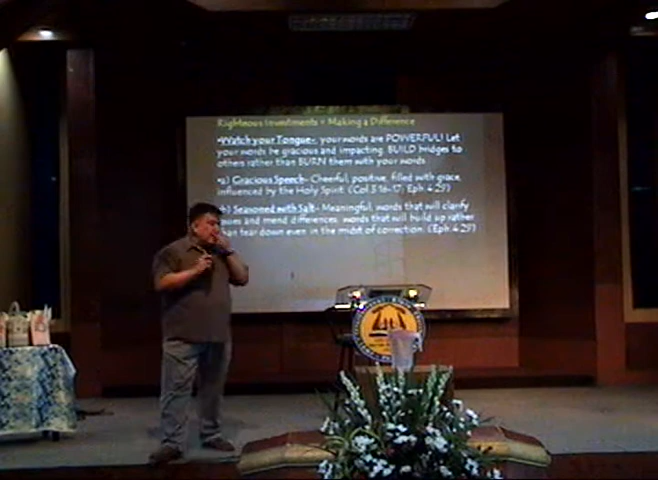 Righteous Investments = Making a Difference
•Watch your Tongue-, your words are POWERFUL! Let
your words be gracious and impacting. BUILD bridges to
others rather than BURN them with your words
•a) Gracious Speech- Cheerful, positive, filled with grace,
influenced by the Holy Spirit. (Col 3:16-17; Eph 4:29)
b) Seasoned with Salt- Meaningful, words that will clarify
and mend differences, words that will build up rather
than tear down even in the midst of correction. (Eph 4:29)